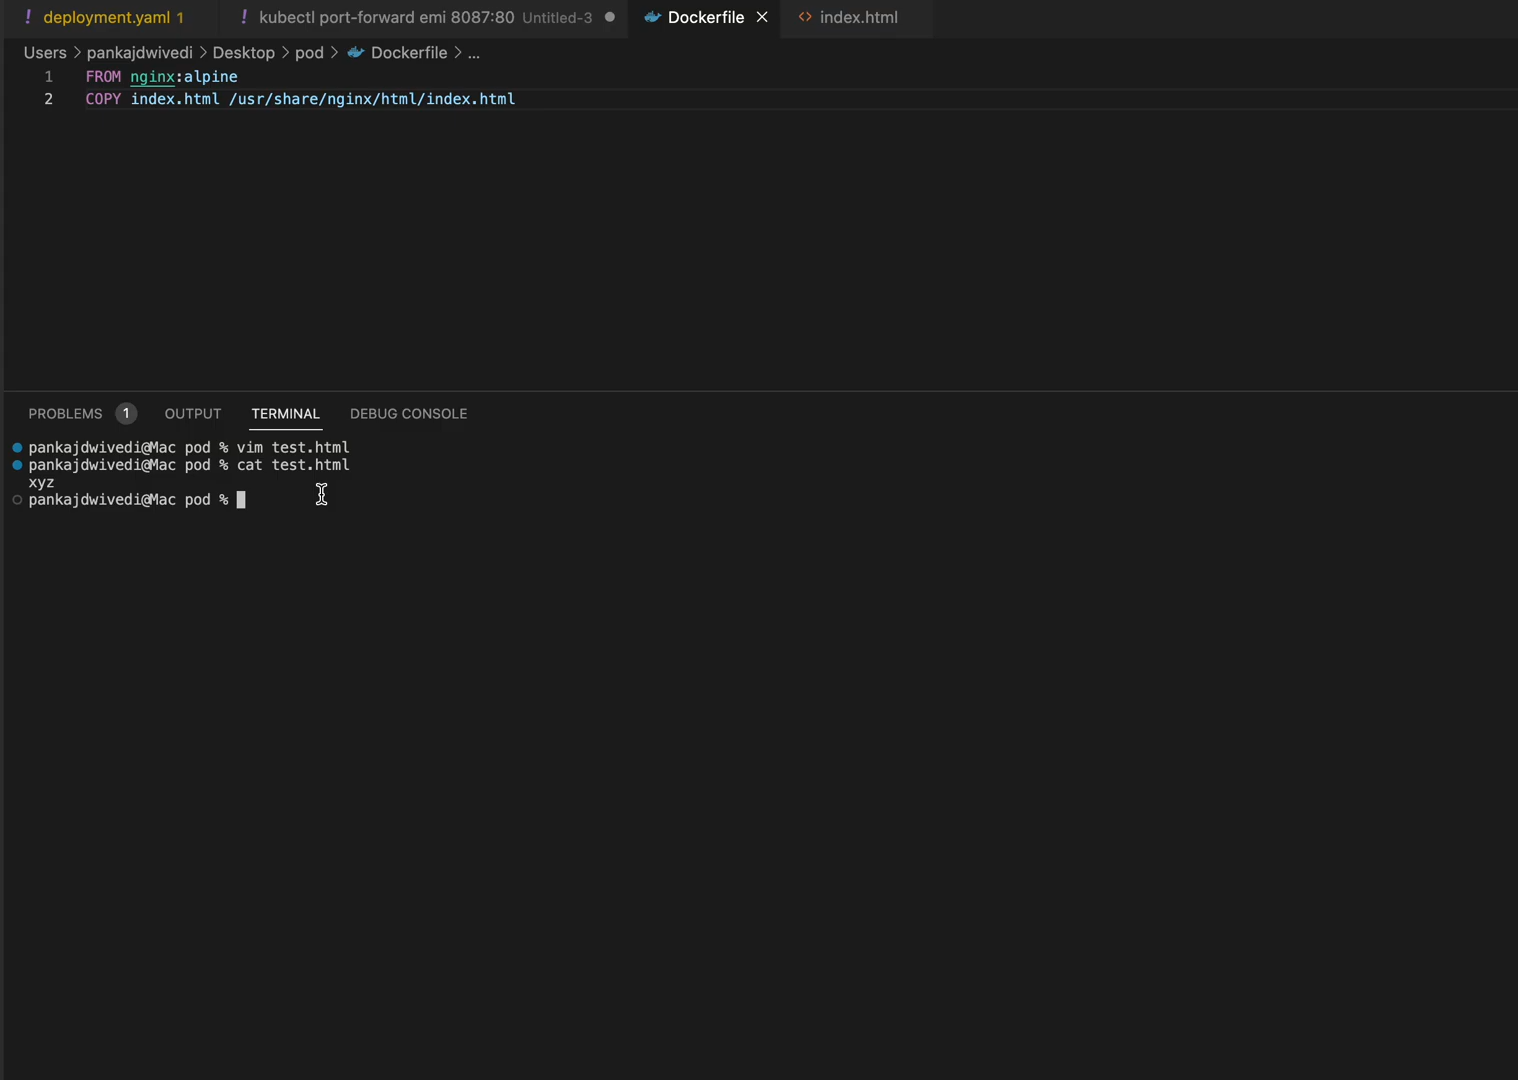 ! deployment.yaml 1 ! kubectl port-forward emi 8087:80 Untitled-3 ● Dockerfile × <> index.html
Users > pankajdwivedi > Desktop > pod > Dockerfile > ...
1 FROM nginx:alpine
2 COPY index.html /usr/share/nginx/html/index.html
PROBLEMS 1 OUTPUT TERMINAL DEBUG CONSOLE
pankajdwivedi@Mac pod % vim test.html
pankajdwivedi@Mac pod % cat test.html
xyz
pankajdwivedi@Mac pod %